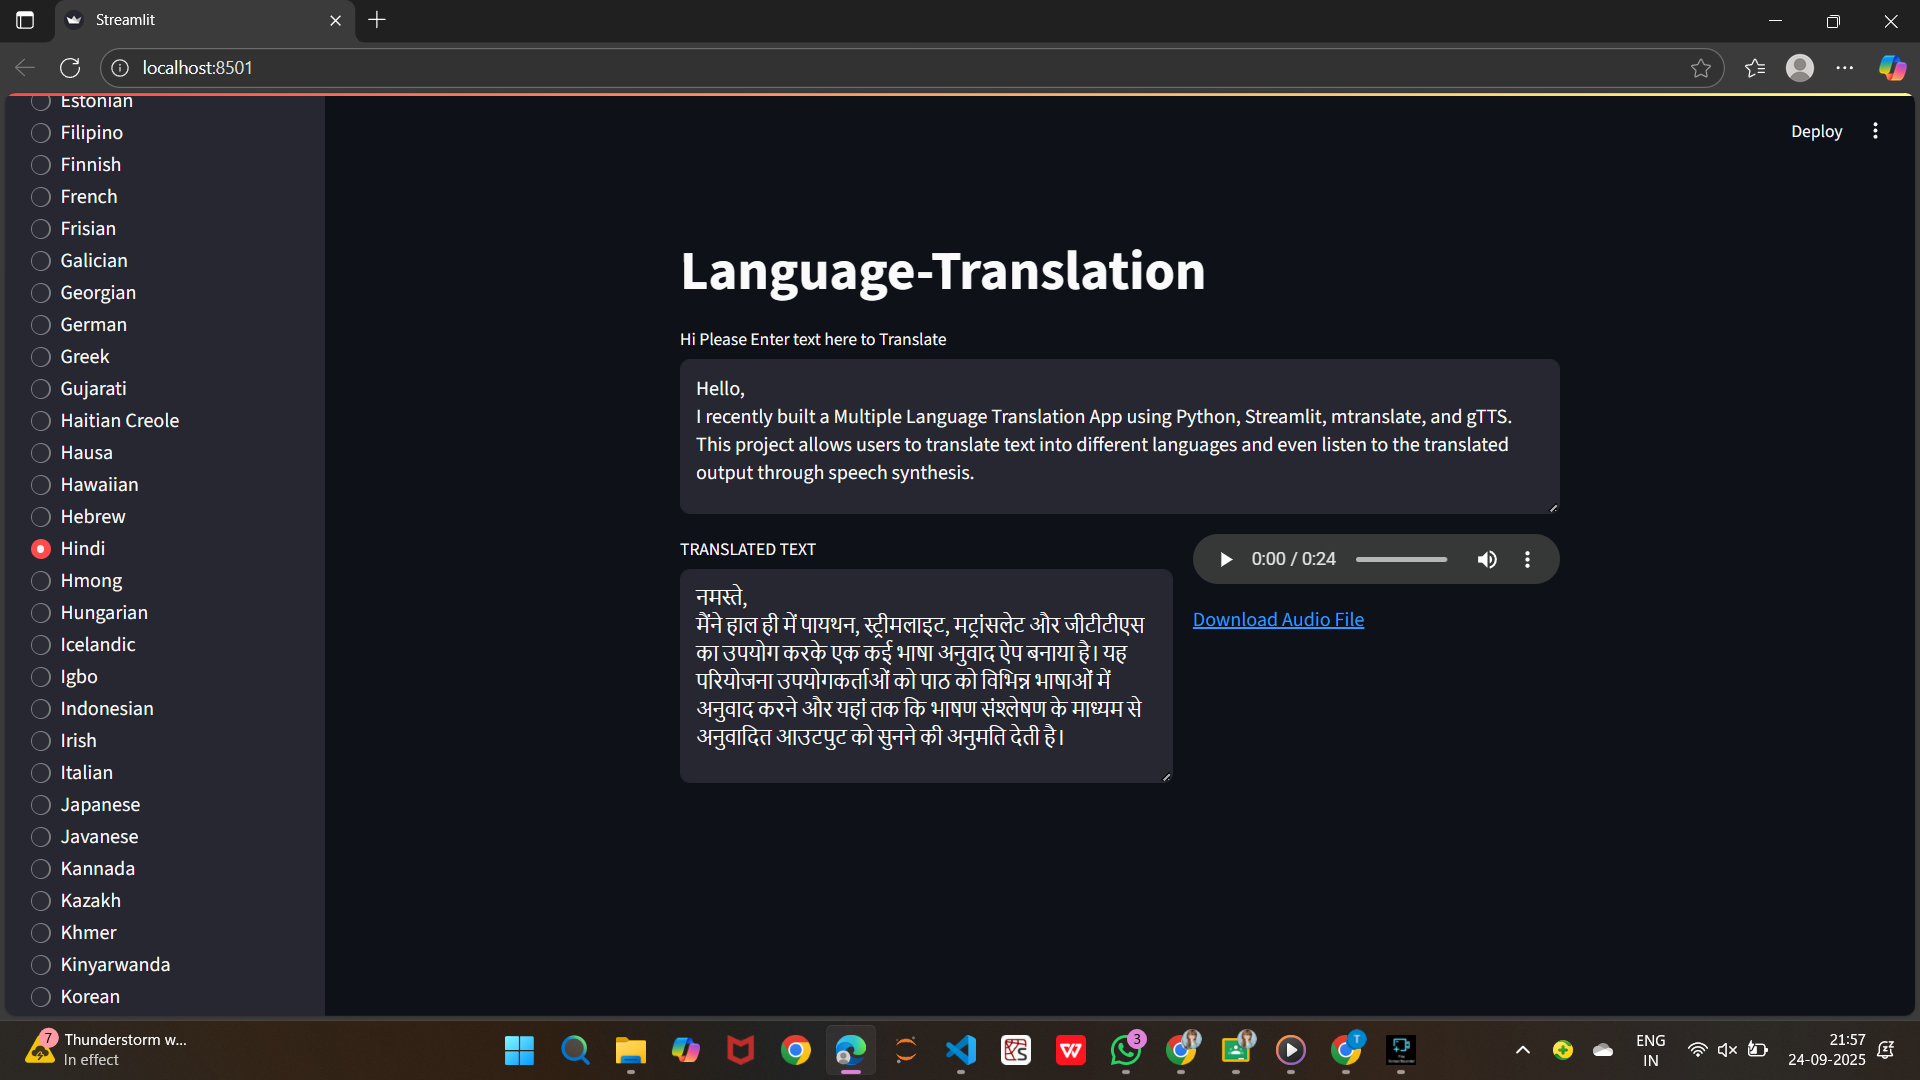 Streamlit
localhost:8501
Estonian
Filipino
Finnish
French
Frisian
Galician
Georgian
German
Greek
Gujarati
Haitian Creole
Hausa
Hawaiian
Hebrew
Hindi
Hmong
Hungarian
Icelandic
Igbo
Indonesian
Irish
Italian
Japanese
Javanese
Kannada
Kazakh
Khmer
Kinyarwanda
Korean
Deploy
Language-Translation
Hi Please Enter text here to Translate
Hello,
I recently built a Multiple Language Translation App using Python, Streamlit, mtranslate, and gTTS.
This project allows users to translate text into different languages and even listen to the translated
output through speech synthesis.
TRANSLATED TEXT
नमस्ते,
मैंने हाल ही में पायथन, स्ट्रीमलाइट, मट्रांसलेट और जीटीटीएस
का उपयोग करके एक कई भाषा अनुवाद ऐप बनाया है। यह
परियोजना उपयोगकर्ताओं को पाठ को विभिन्न भाषाओं में
अनुवाद करने और यहां तक कि भाषण संश्लेषण के माध्यम से
अनुवादित आउटपुट को सुनने की अनुमति देती है।
0:00 / 0:24
Download Audio File
7
Thunderstorm w...
In effect
W
3
T
ENG
IN
21:57
24-09-2025